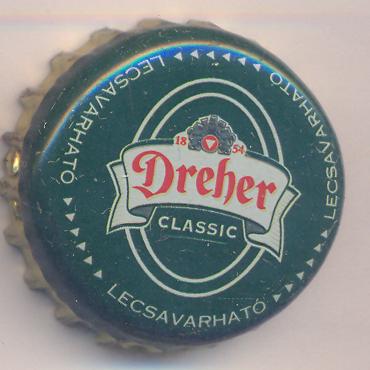 LECSAVARHATÓ
LECSAVARHATÓ
LECSAVARHATÓ
18 54
Dreher
CLASSIC